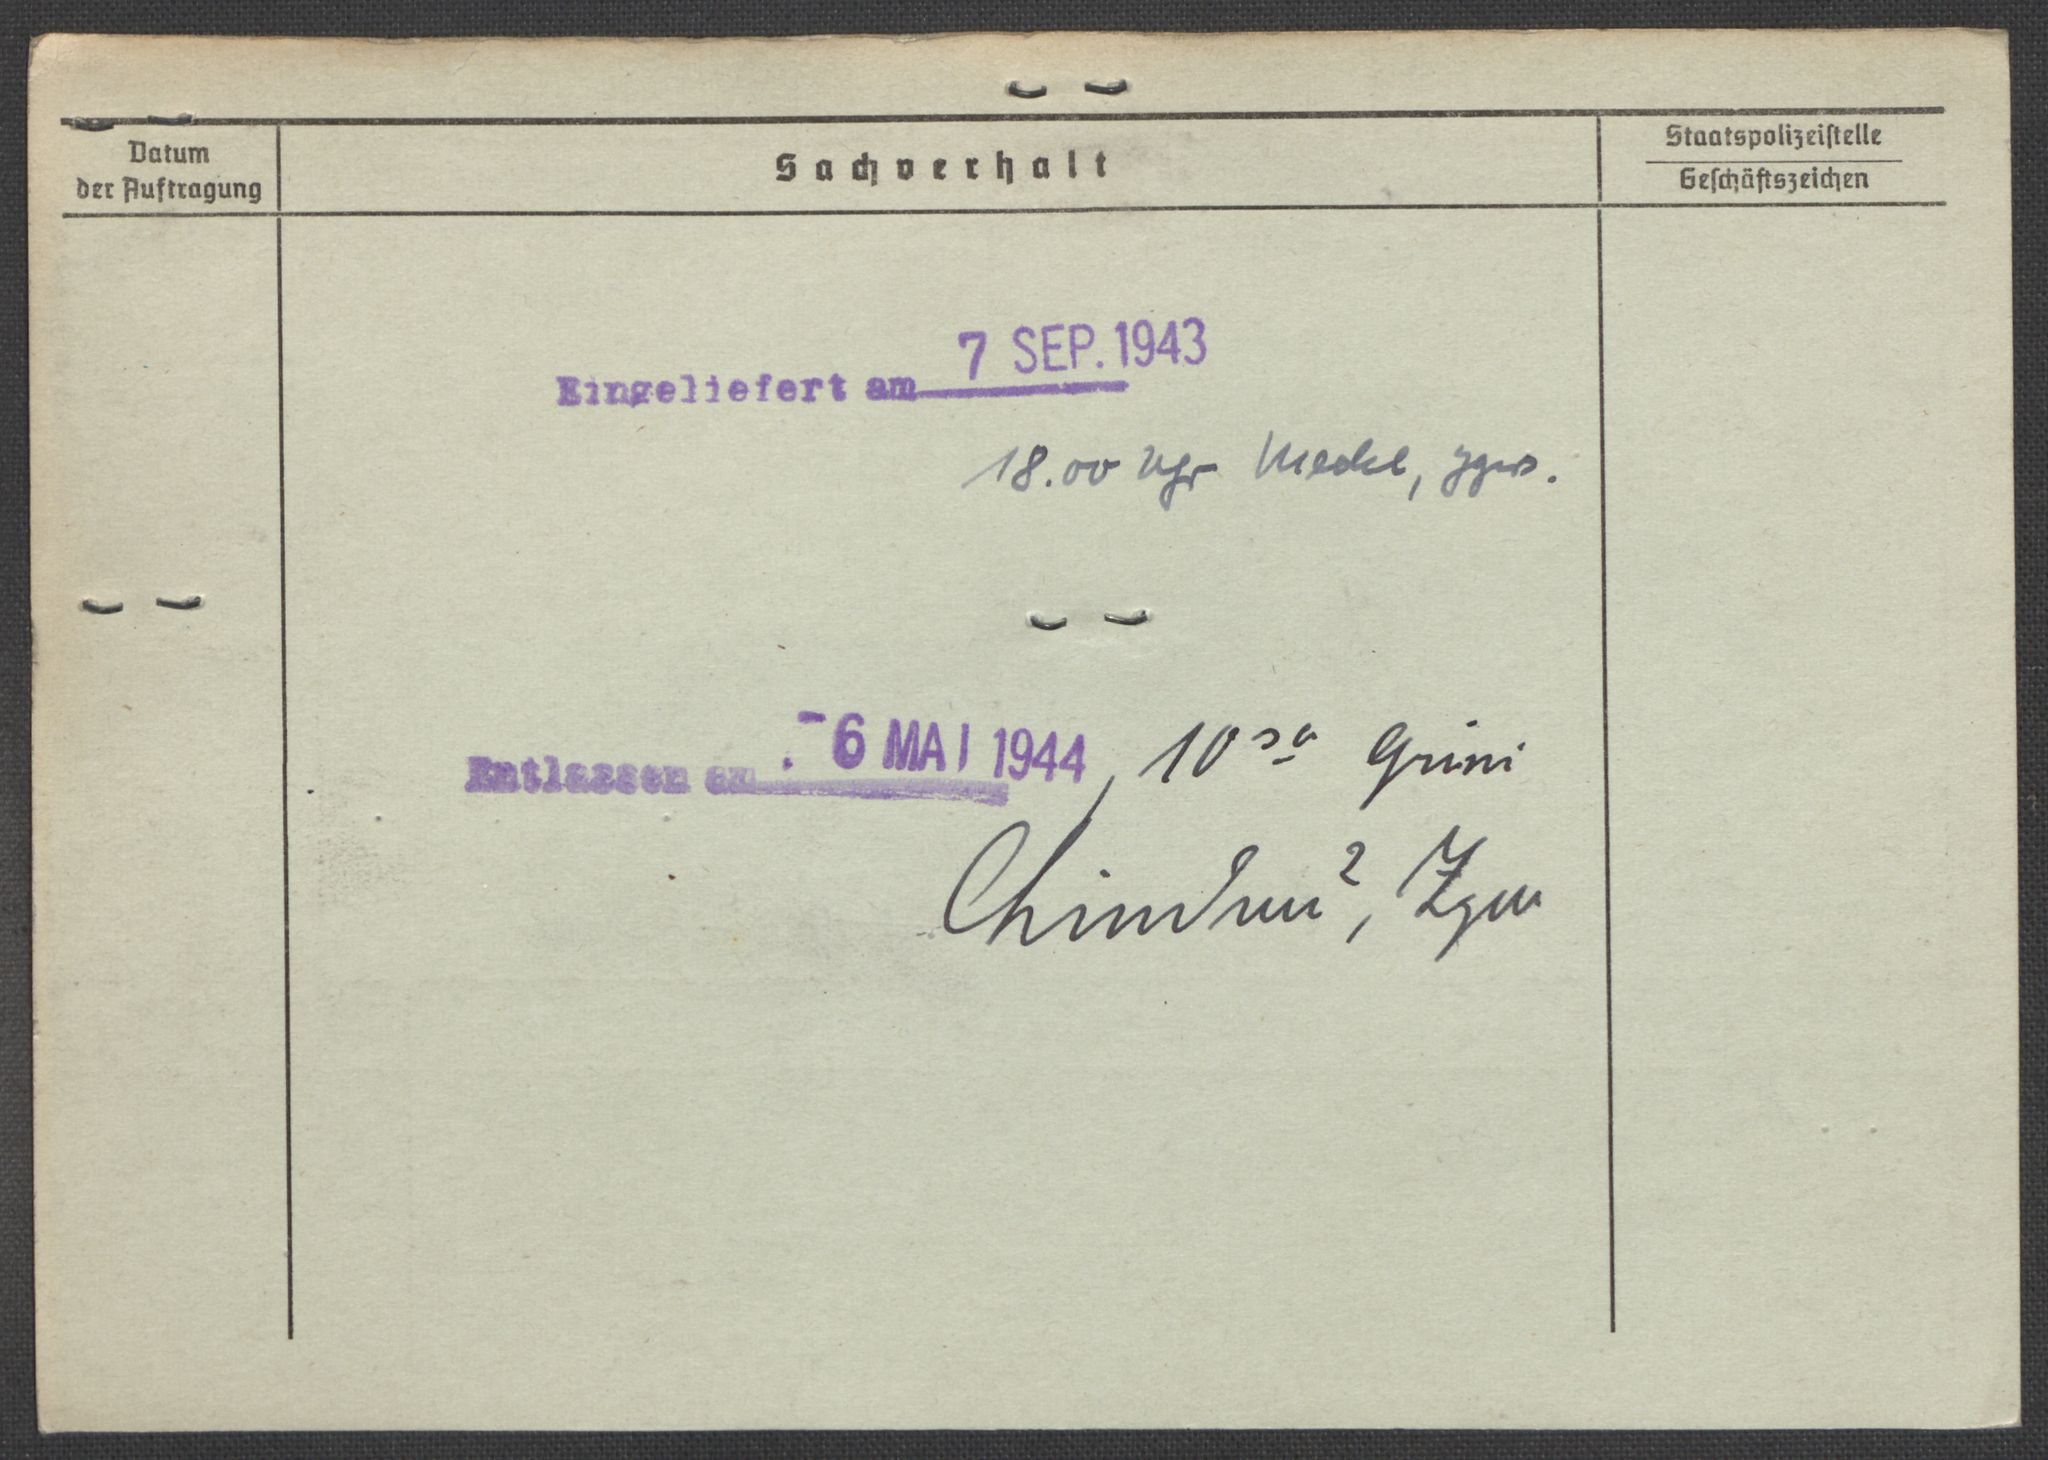 Datum
der Auftragung
Sachverhalt
Staatspolizeistelle
Geschäftszeichen
Eingeliefert am 7 SEP. 1943
18.00 Uhr
Entlassen am -6 MAI 1944, 10³⁰ Grini